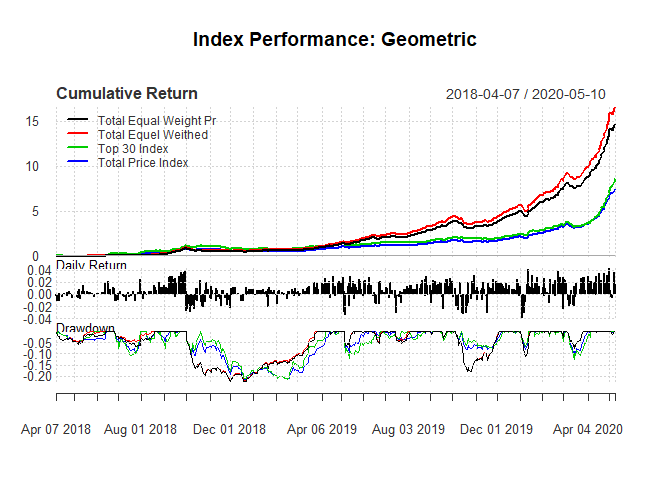 Index Performance: Geometric
Cumulative Return 2018-04-07 / 2020-05-10
15
10
5
0
Total Equal Weight Pr
Total Equel Weithed
Top 30 Index
Total Price Index
Daily Return
0.04
0.02
0.00
-0.02
-0.04
Drawdown
-0.05
-0.10
-0.15
-0.20
Apr 07 2018 Aug 01 2018 Dec 01 2018 Apr 06 2019 Aug 03 2019 Dec 01 2019 Apr 04 2020